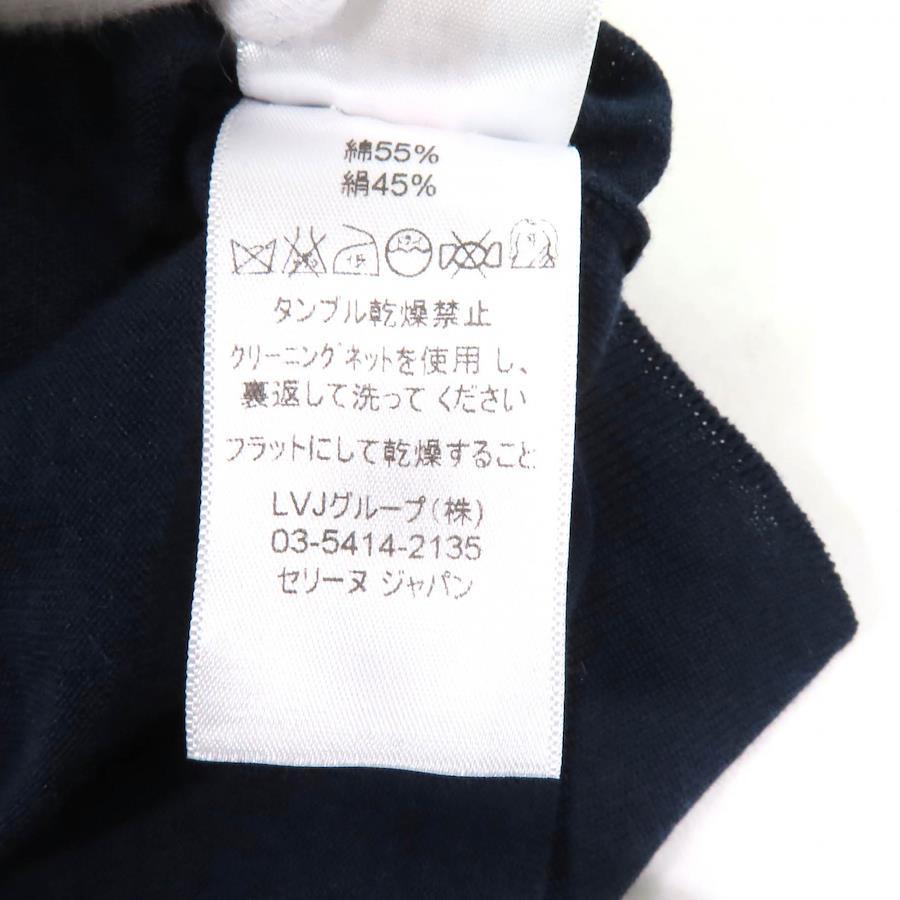 綿55%
絹45%
タンブル乾燥禁止
クリーニングネットを使用し、
裏返して洗ってください
フラットにして乾燥すること
LVJグループ(株)
03-5414-2135
セリーヌ ジャパン